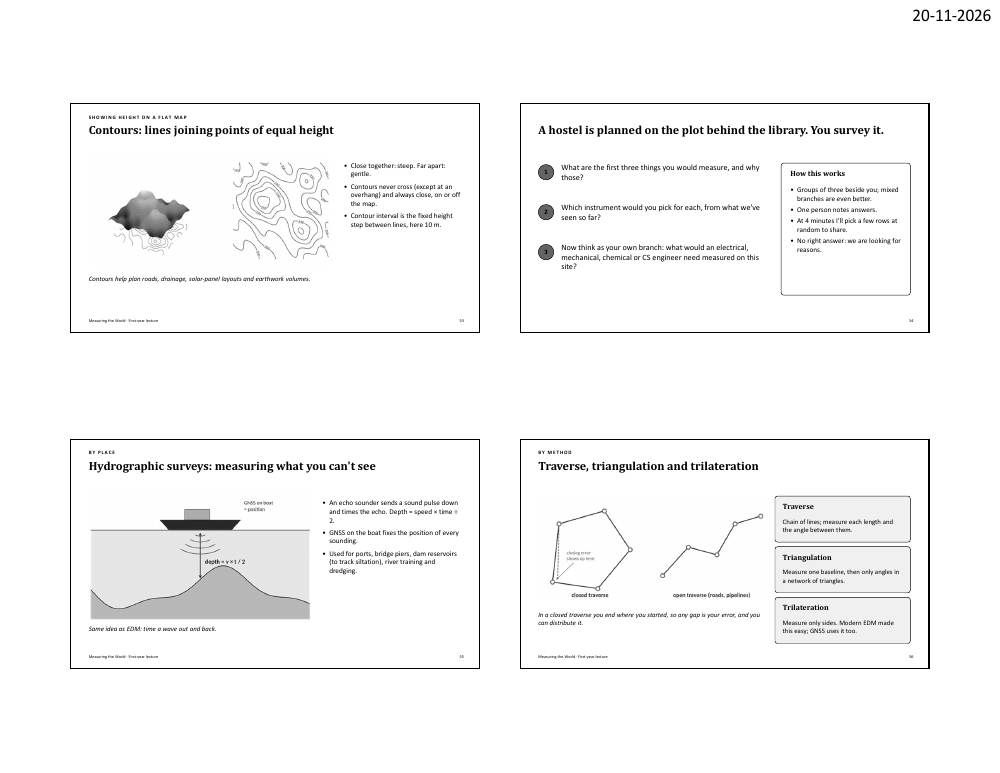 20-11-2026
SHOWING HEIGHT ON A FLAT MAP
Contours: lines joining points of equal height
• Close together: steep. Far apart:
gentle.
• Contours never cross (except at an
overhang) and always close, on or off
the map.
• Contour interval is the fixed height
step between lines, here 10 m.
Contours help plan roads, drainage, solar-panel layouts and earthwork volumes.
Measuring the World · First-year lecture
53
A hostel is planned on the plot behind the library. You survey it.
1
What are the first three things you would measure, and why
those?
2
Which instrument would you pick for each, from what we've
seen so far?
3
Now think as your own branch: what would an electrical,
mechanical, chemical or CS engineer need measured on this
site?
How this works
• Groups of three beside you; mixed
branches are even better.
• One person notes answers.
• At 4 minutes I'll pick a few rows at
random to share.
• No right answer: we are looking for
reasons.
54
BY PLACE
Hydrographic surveys: measuring what you can't see
GNSS on boat
= position
depth = v × t / 2
• An echo sounder sends a sound pulse down
and times the echo. Depth = speed × time ÷
2.
• GNSS on the boat fixes the position of every
sounding.
• Used for ports, bridge piers, dam reservoirs
(to track siltation), river training and
dredging.
Same idea as EDM: time a wave out and back.
Measuring the World · First-year lecture
55
BY METHOD
Traverse, triangulation and trilateration
closing error
shows up here
closed traverse
open traverse (roads, pipelines)
In a closed traverse you end where you started, so any gap is your error, and you
can distribute it.
Traverse
Chain of lines; measure each length and
the angle between them.
Triangulation
Measure one baseline, then only angles in
a network of triangles.
Trilateration
Measure only sides. Modern EDM made
this easy; GNSS uses it too.
Measuring the World · First-year lecture
56